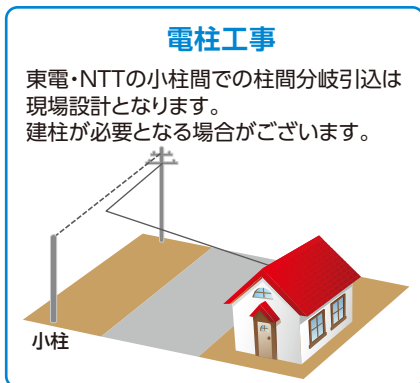 電柱工事
東電・NTTの小柱間での柱間分岐引込は
現場設計となります。
建柱が必要となる場合がございます。
小柱